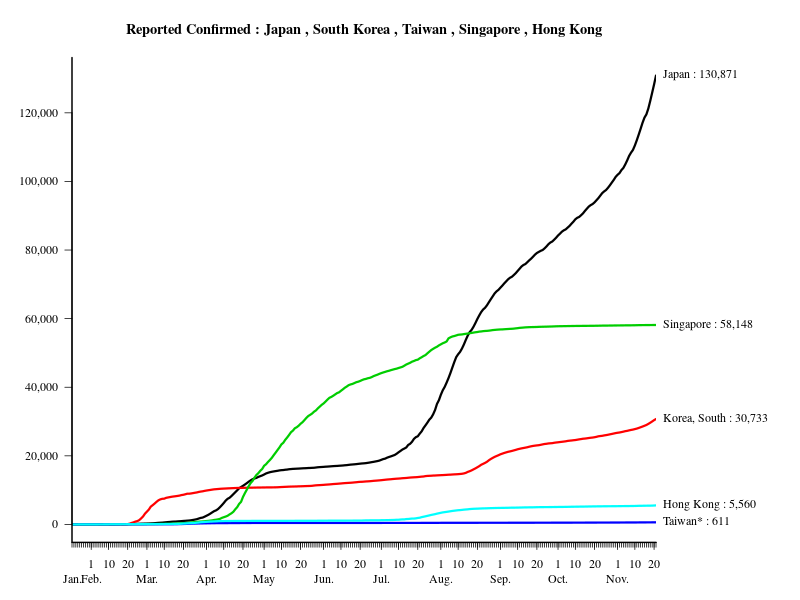 Reported Confirmed : Japan , South Korea , Taiwan , Singapore , Hong Kong
Japan : 130,871
120,000
100,000
80,000
60,000
Singapore : 58,148
40,000
Korea, South : 30,733
20,000
Hong Kong : 5,560
Taiwan* : 611
0
1 10 20 1 10 20 1 10 20 1 10 20 1 10 20 1 10 20 1 10 20 1 10 20 1 10 20 1 10 20
Jan. Feb. Mar. Apr. May Jun. Jul. Aug. Sep. Oct. Nov.